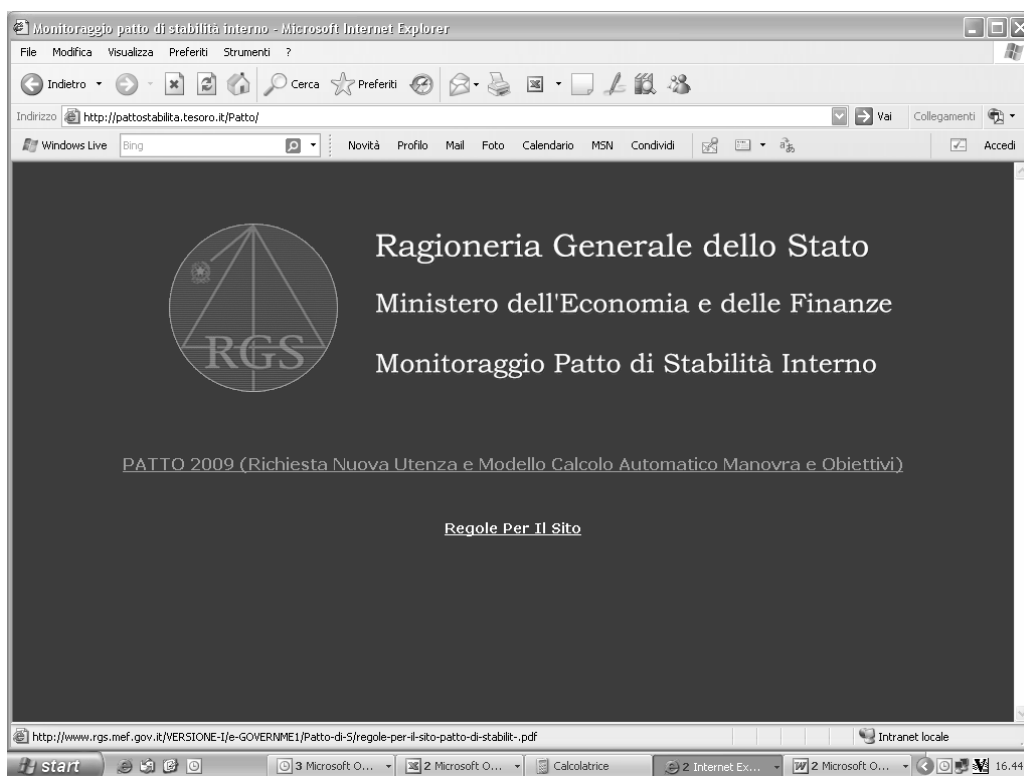 Monitoraggio patto di stabilità interno - Microsoft Internet Explorer
File Modifica Visualizza Preferiti Strumenti ?
Indietro Cerca Preferiti
Indirizzo http://pattostabilita.tesoro.it/Patto/ Vai Collegamenti
Windows Live Bing Novità Profilo Mail Foto Calendario MSN Condividi Accedi
Ragioneria Generale dello Stato
Ministero dell'Economia e delle Finanze
RGS
Monitoraggio Patto di Stabilità Interno
PATTO 2009 (Richiesta Nuova Utenza e Modello Calcolo Automatico Manovra e Obiettivi)
Regole Per Il Sito
http://www.rgs.mef.gov.it/VERSIONE-I/e-GOVERNME1/Patto-di-S/regole-per-il-sito-patto-di-stabilit-.pdf Intranet locale
start 3 Microsoft O... 2 Microsoft O... Calcolatrice 2 Internet Ex... 2 Microsoft O... 16.44